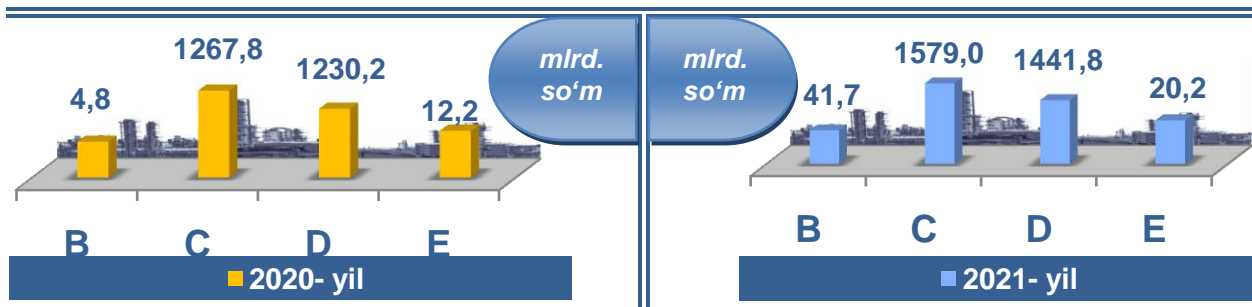 4,8
1267,8
1230,2
12,2
mlrd.
so‘m
B
C
D
E
2020- yil
mlrd.
so‘m
41,7
1579,0
1441,8
20,2
B
C
D
E
2021- yil